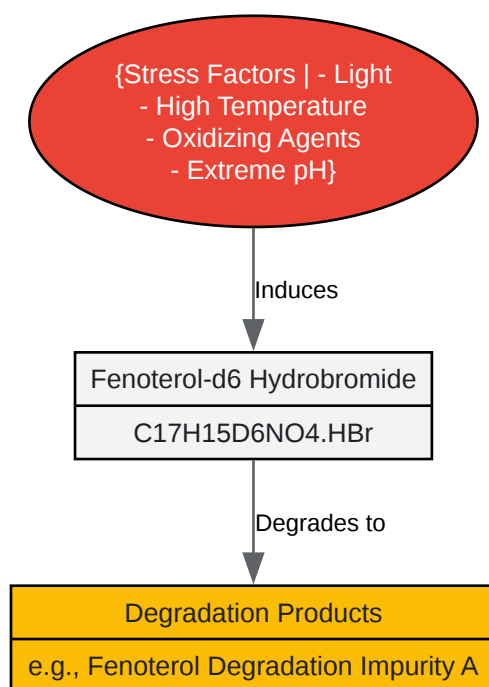 {Stress Factors | - Light
- High Temperature
- Oxidizing Agents
- Extreme pH}
Induces
Fenoterol-d6 Hydrobromide
C17H15D6NO4.HBr
Degrades to
Degradation Products
e.g., Fenoterol Degradation Impurity A